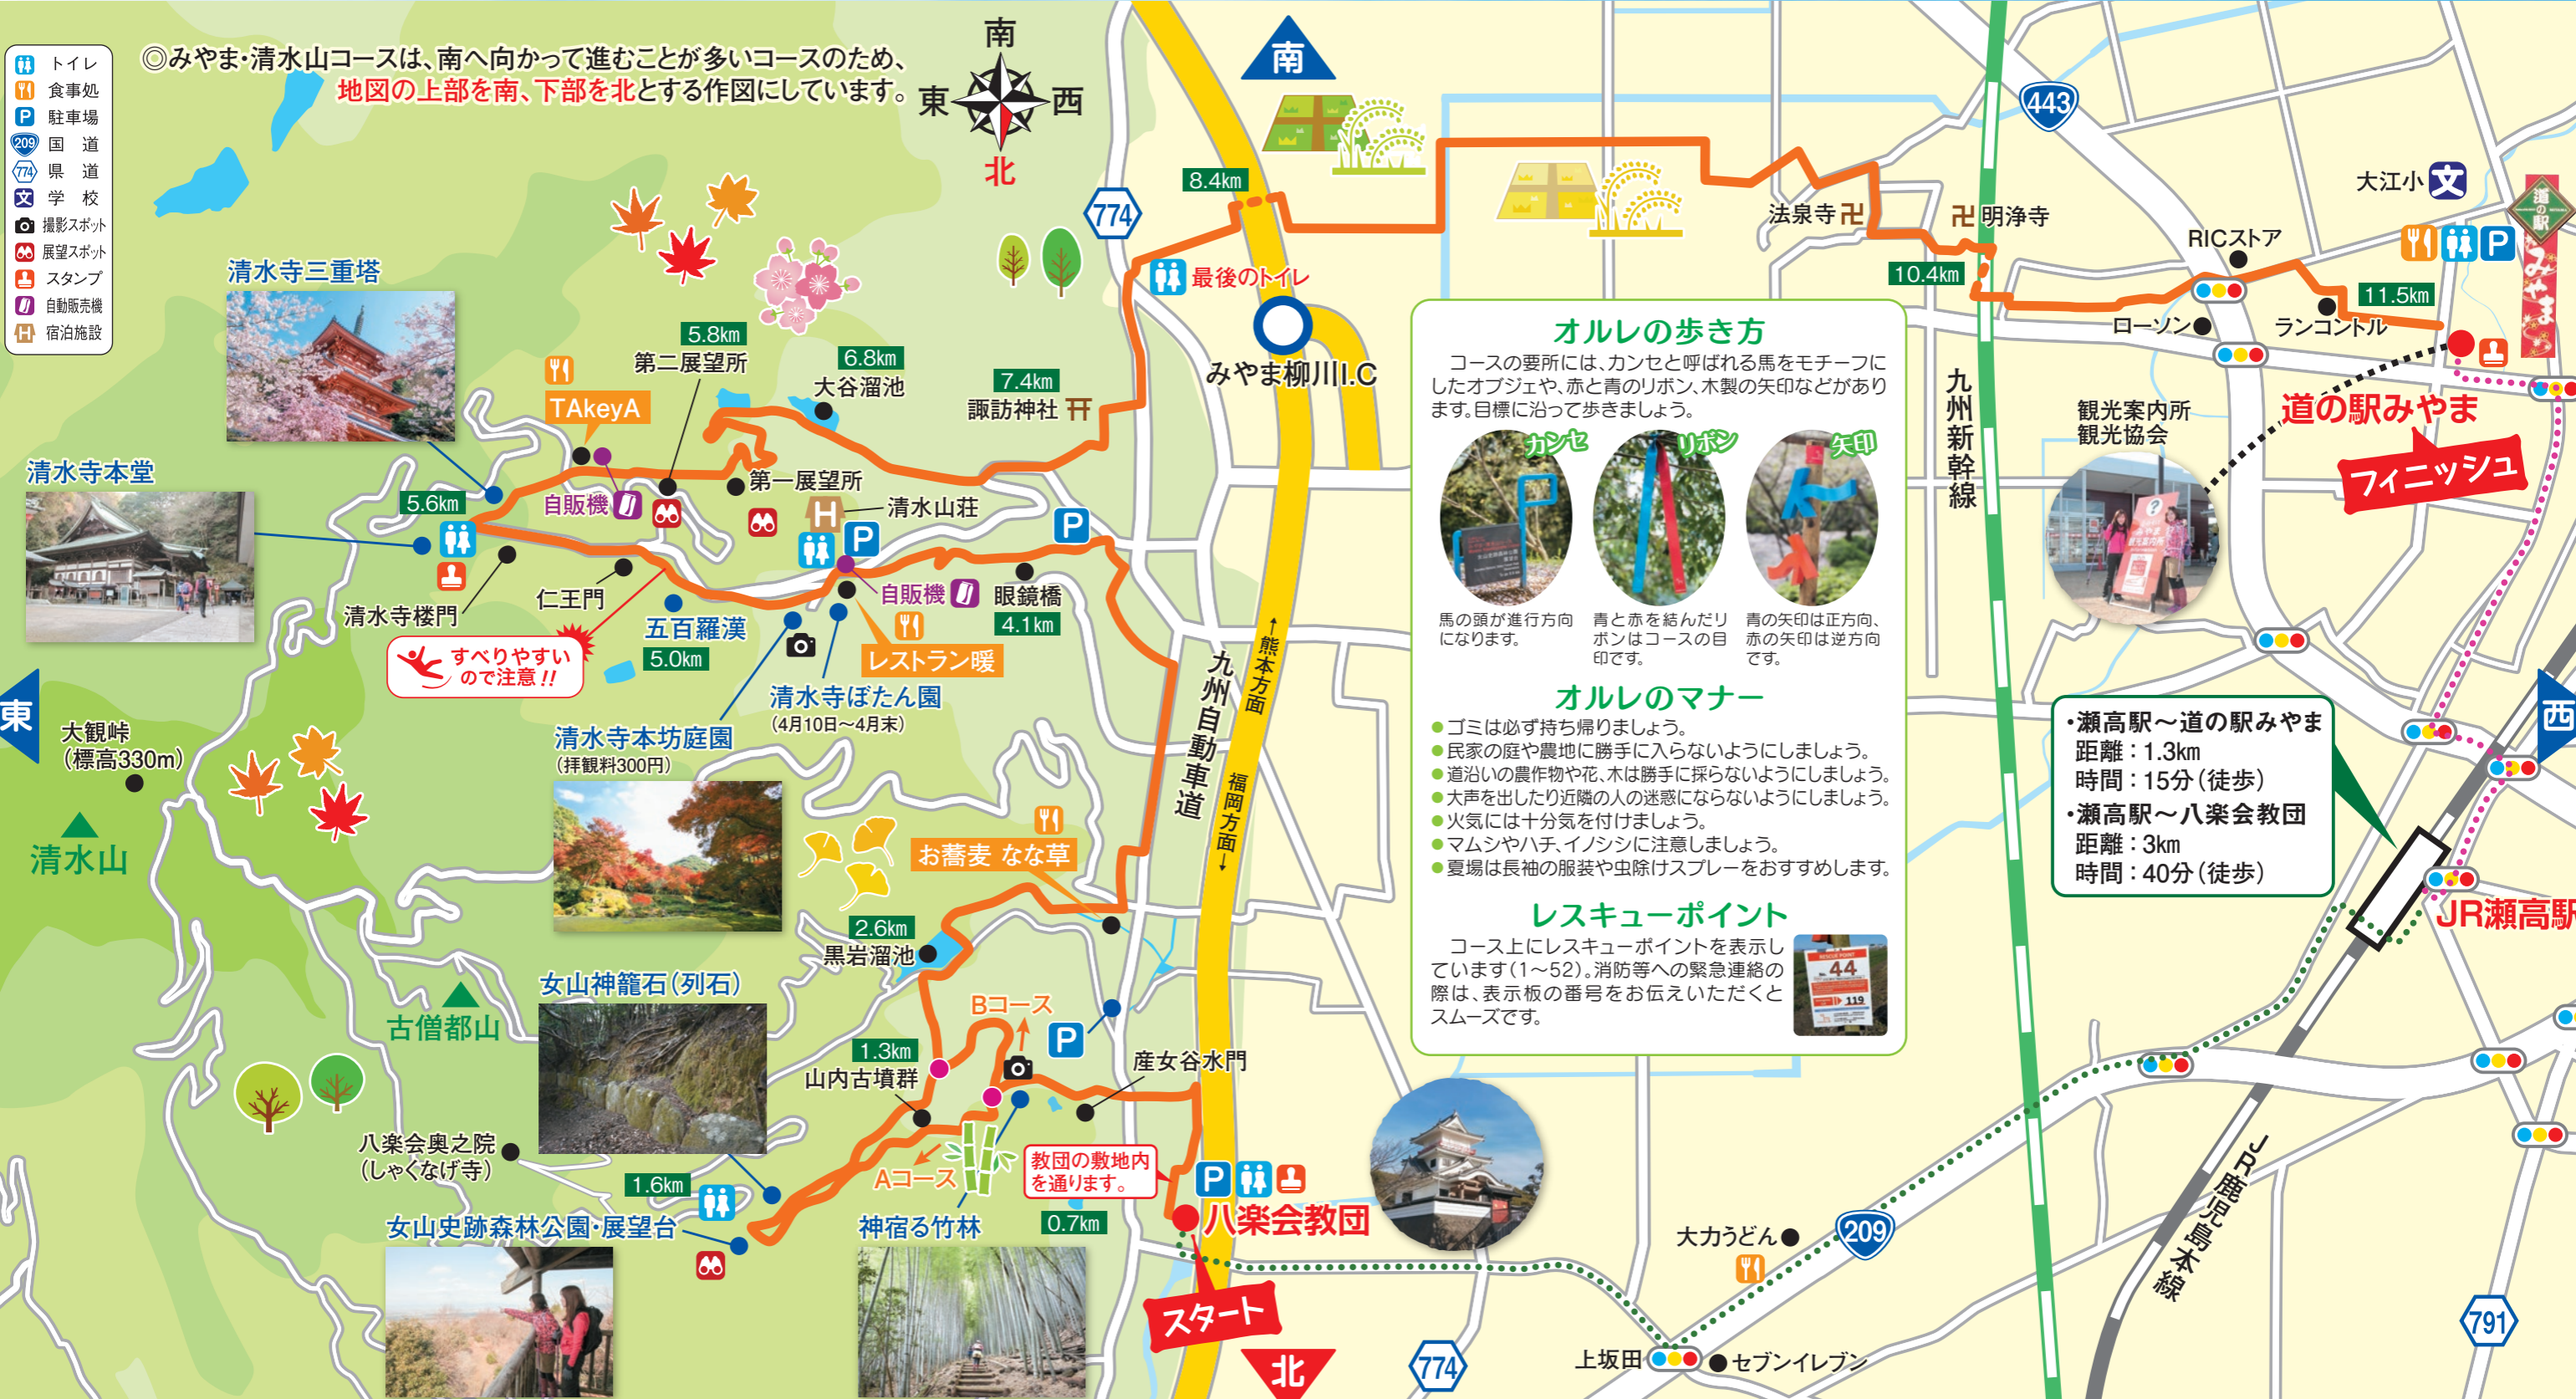 トイレ
食事処
P 駐車場
209 国 道
774 県 道
文 学 校
撮影スポット
展望スポット
スタンプ
自動販売機
H 宿泊施設
◎みやま・清水山コースは、南へ向かって進むことが多いコースのため、
地図の上部を南、下部を北とする作図にしています。
南
東
西
北
南
443
774
8.4km
最後のトイレ
みやま柳川I.C
法泉寺
明浄寺
10.4km
大江小 文
道の駅
みやま
P
RICストア
ローソン
ランコントル
11.5km
道の駅みやま
フィニッシュ
観光案内所
観光協会
九州新幹線
清水寺三重塔
TAkeyA
5.8km
第二展望所
6.8km
大谷溜池
7.4km
諏訪神社
清水寺本堂
5.6km
自販機
第一展望所
H
清水山荘
P
P
清水寺楼門
仁王門
すべりやすい
ので注意!!
五百羅漢
5.0km
自販機
眼鏡橋
4.1km
レストラン暖
清水寺ぼたん園
(4月10日～4月末)
清水寺本坊庭園
(拝観料300円)
東
大観峠
(標高330m)
清水山
古僧都山
九州自動車道
←熊本方面
福岡方面→
お蕎麦 なな草
2.6km
黒岩溜池
Bコース
P
1.3km
山内古墳群
産女谷水門
女山神籠石(列石)
八楽会奥之院
(しゃくなげ寺)
1.6km
女山史跡森林公園・展望台
Aコース
神宿る竹林
教団の敷地内
を通ります。
0.7km
P
八楽会教団
スタート
北
オルレの歩き方
コースの要所には、カンセと呼ばれる馬をモチーフに
したオブジェや、赤と青のリボン、木製の矢印などがあり
ます。目標に沿って歩きましょう。
カンセ
リボン
矢印
馬の頭が進行方向
になります。
青と赤を結んだリ
ボンはコースの目
印です。
青の矢印は正方向、
赤の矢印は逆方向
です。
オルレのマナー
●ゴミは必ず持ち帰りましょう。
●民家の庭や農地に勝手に入らないようにしましょう。
●道沿いの農作物や花、木は勝手に採らないようにしましょう。
●大声を出したり近隣の人の迷惑にならないようにしましょう。
●火気には十分気を付けましょう。
●マムシやハチ、イノシシに注意しましょう。
●夏場は長袖の服装や虫除けスプレーをおすすめします。
レスキューポイント
コース上にレスキューポイントを表示し
ています(1～52)。消防等への緊急連絡の
際は、表示板の番号をお伝えいただくと
スムーズです。
RESCUE POINT
44
119
・瀬高駅～道の駅みやま
距離：1.3km
時間：15分(徒歩)
・瀬高駅～八楽会教団
距離：3km
時間：40分(徒歩)
西
JR瀬高駅
JR鹿児島本線
大力うどん
209
上坂田
セブンイレブン
774
791